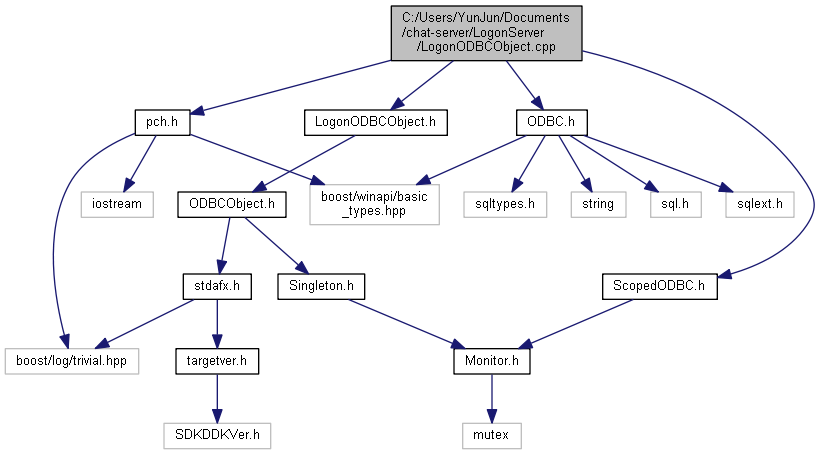 C:/Users/YunJun/Documents
/chat-server/LogonServer
/LogonODBCObject.cpp
pch.h
LogonODBCObject.h
ODBC.h
iostream
ODBCObject.h
boost/winapi/basic
_types.hpp
sqltypes.h
string
sql.h
sqlext.h
stdafx.h
Singleton.h
ScopedODBC.h
boost/log/trivial.hpp
targetver.h
Monitor.h
SDKDDKVer.h
mutex